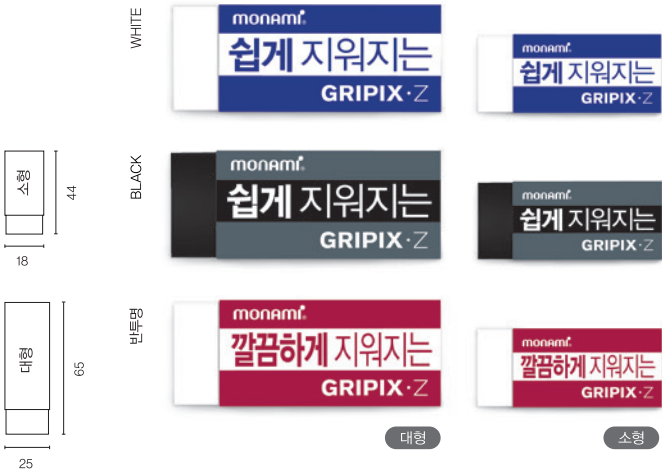 WHITE
monami
쉽게 지워지는
GRIPIX·Z
monami
쉽게 지워지는
GRIPIX·Z
소형
44
18
BLACK
monami
쉽게 지워지는
GRIPIX·Z
monami
쉽게 지워지는
GRIPIX·Z
대형
65
25
반투명
monami
깔끔하게 지워지는
GRIPIX·Z
monami
깔끔하게 지워지는
GRIPIX·Z
대형
소형